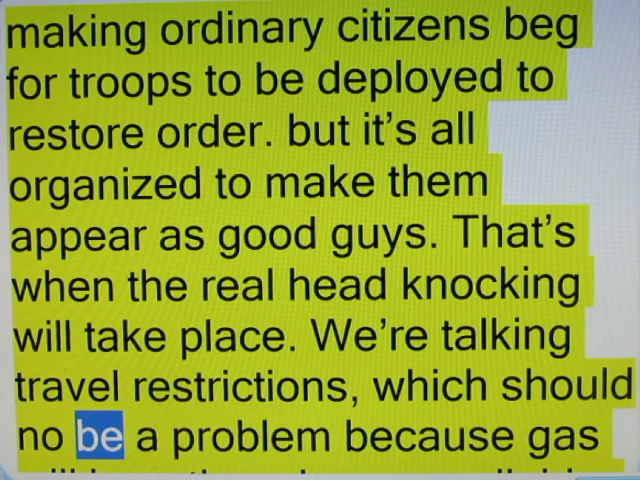 making ordinary citizens beg
for troops to be deployed to
restore order. but it's all
organized to make them
appear as good guys. That's
when the real head knocking
will take place. We're talking
travel restrictions, which should
no be a problem because gas